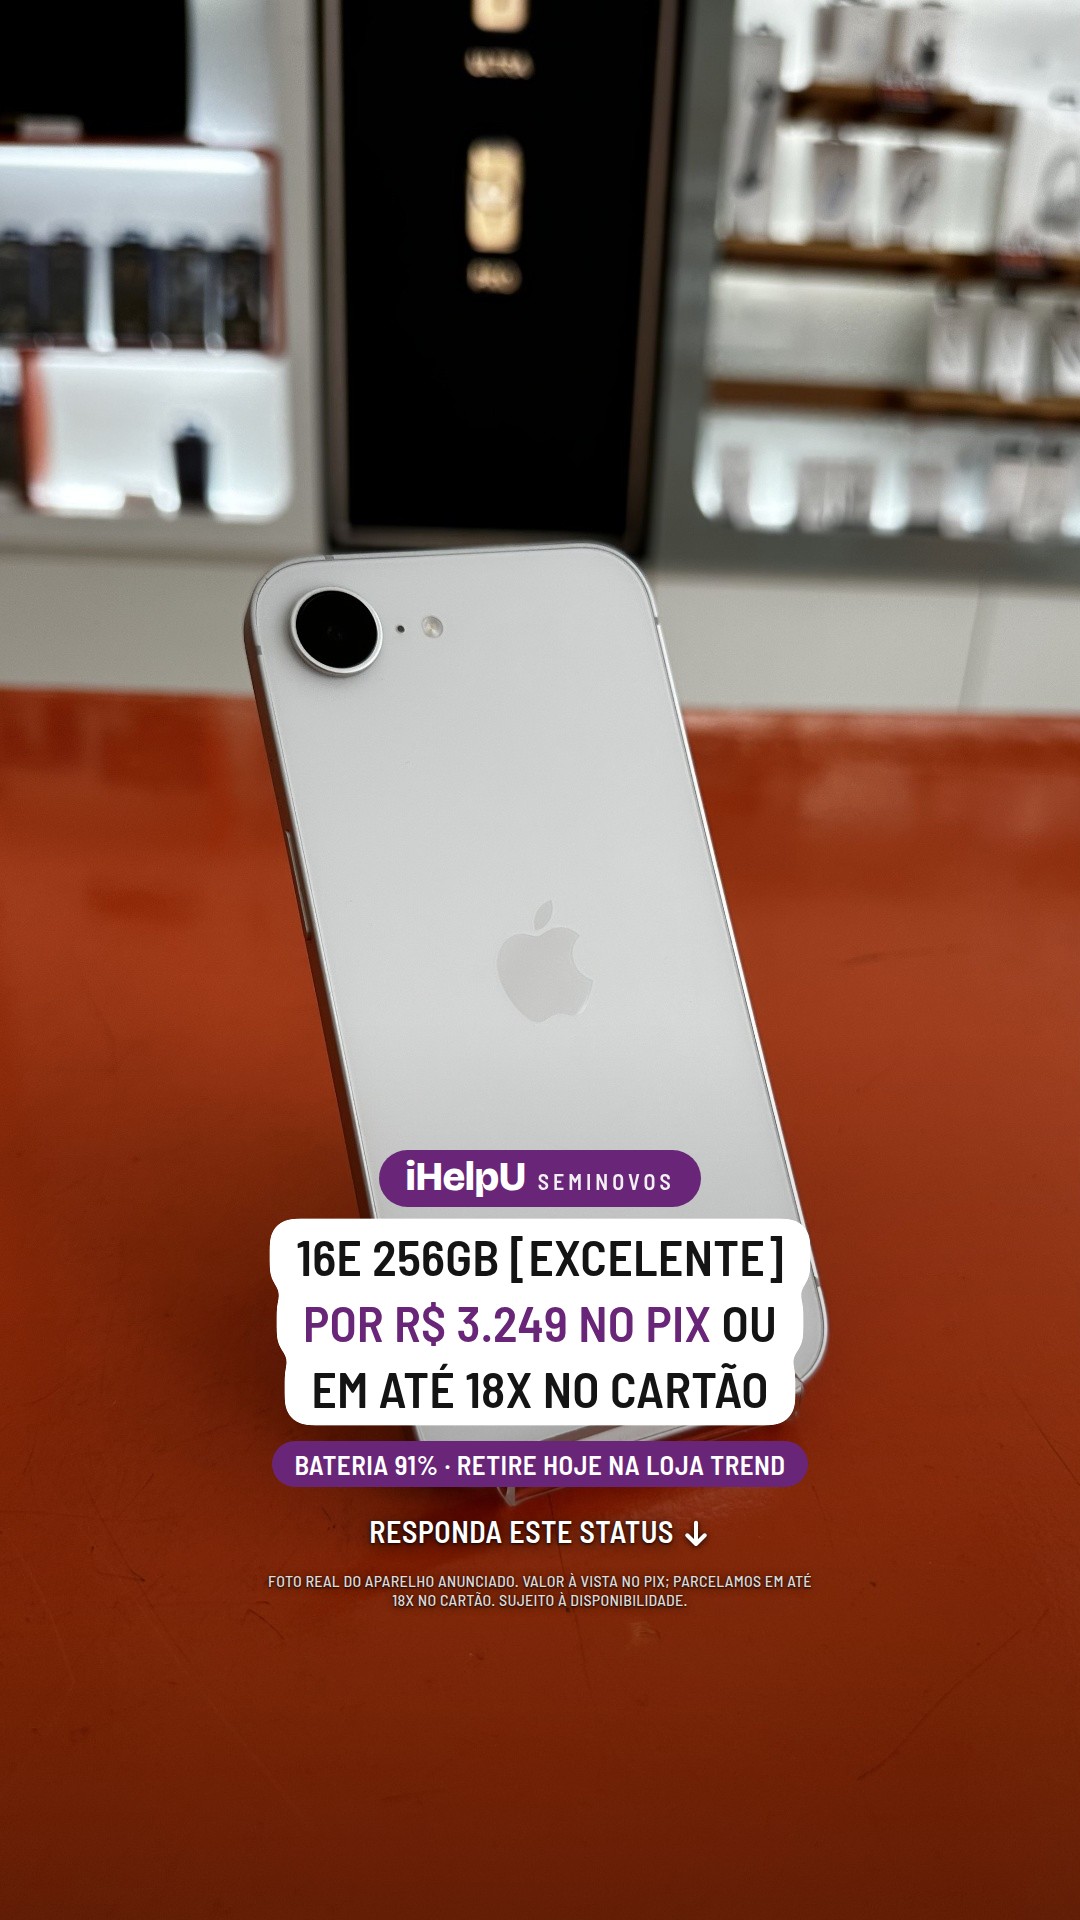 iHelpU SEMINOVOS
16E 256GB [EXCELENTE]
POR R$ 3.249 NO PIX OU
EM ATÉ 18X NO CARTÃO
BATERIA 91% · RETIRE HOJE NA LOJA TREND
RESPONDA ESTE STATUS ↓
FOTO REAL DO APARELHO ANUNCIADO. VALOR À VISTA NO PIX; PARCELAMOS EM ATÉ
18X NO CARTÃO. SUJEITO À DISPONIBILIDADE.